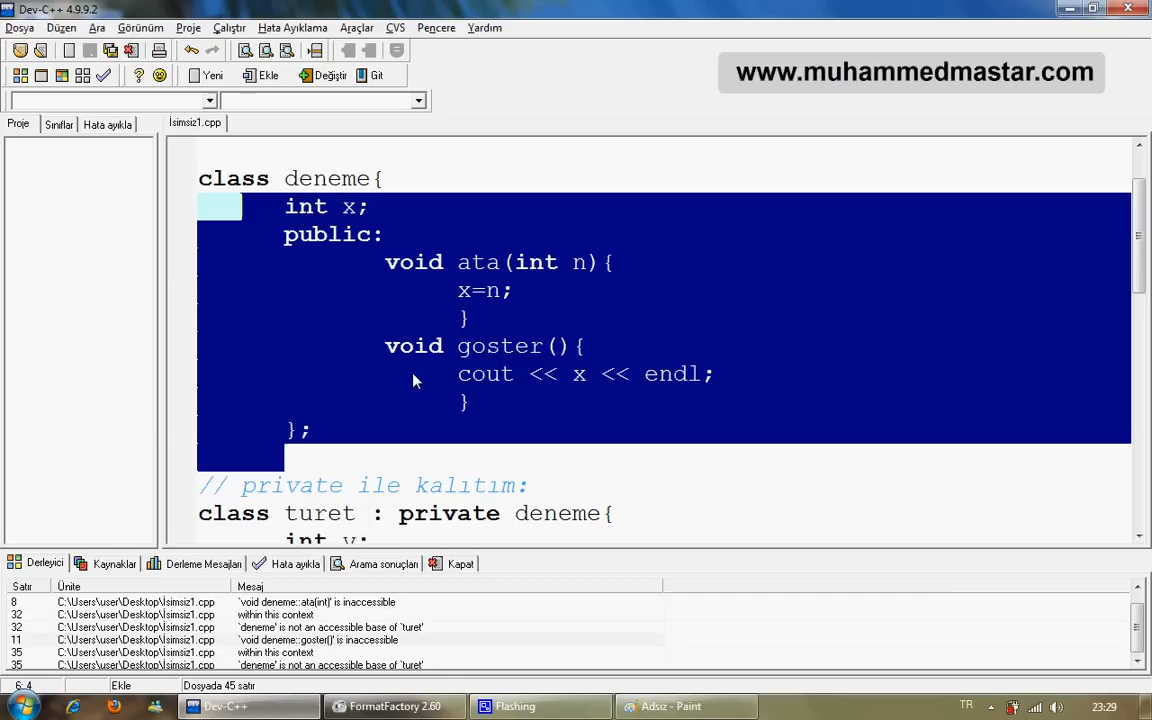 Dev-C++ 4.9.9.2
Dosya Düzen Ara Görünüm Proje Çalıştır Hata Ayıklama Araçlar CVS Pencere Yardım
Yeni Ekle Değiştir Git
www.muhammedmastar.com
Proje Sınıflar Hata ayıkla
İsimsiz1.cpp
class deneme{
int x;
public:
void ata(int n){
x=n;
}
void goster(){
cout << x << endl;
}
};
// private ile kalıtım:
class turet : private deneme{
int y;
Derleyici Kaynaklar Derleme Mesajları Hata ayıkla Arama sonuçları Kapat
Satır Ünite Mesaj
8 C:\Users\user\Desktop\İsimsiz1.cpp `void deneme::ata(int)' is inaccessible
32 C:\Users\user\Desktop\İsimsiz1.cpp within this context
32 C:\Users\user\Desktop\İsimsiz1.cpp `deneme' is not an accessible base of `turet'
11 C:\Users\user\Desktop\İsimsiz1.cpp `void deneme::goster()' is inaccessible
35 C:\Users\user\Desktop\İsimsiz1.cpp within this context
35 C:\Users\user\Desktop\İsimsiz1.cpp `deneme' is not an accessible base of `turet'
6: 4 Ekle Dosyada 45 satır
Dev-C++ FormatFactory 2.60 Flashing Adsız - Paint TR 23:29